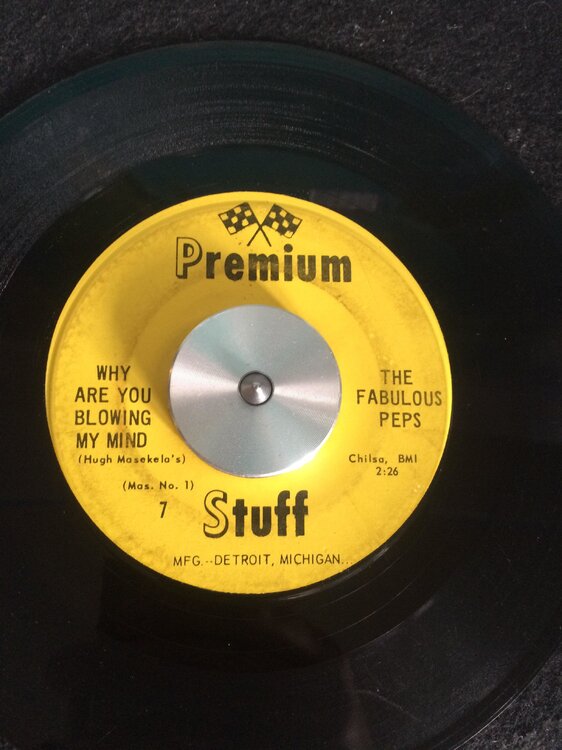 Premium
WHY
ARE YOU
BLOWING
MY MIND
(Hugh Masekela's)
(Mas. No. 1)
7
THE
FABULOUS
PEPS
Chilsa, BMI
2:26
Stuff
MFG.--DETROIT, MICHIGAN...